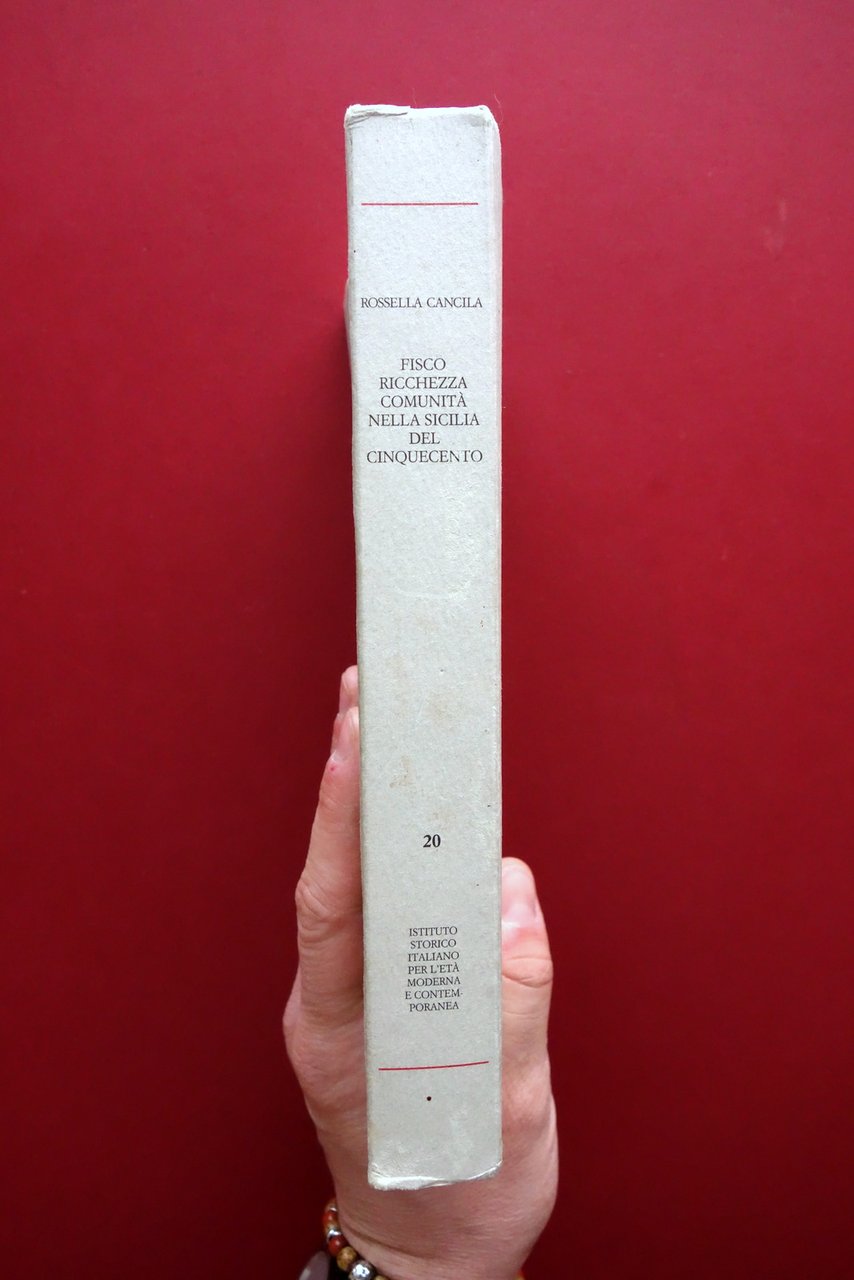 ROSSELLA CANCILA
FISCO
RICCHEZZA
COMUNITÀ
NELLA SICILIA
DEL
CINQUECENTO
20
ISTITUTO
STORICO
ITALIANO
PER L'ETÀ
MODERNA
E CONTEM-
PORANEA